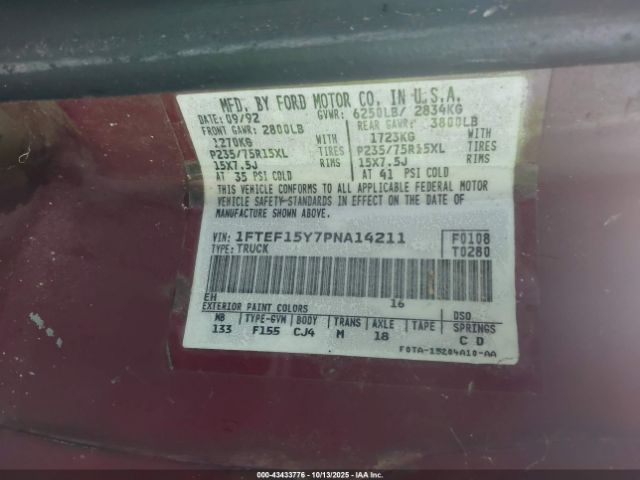 MFD. BY FORD MOTOR CO. IN U.S.A.
DATE: 09/92 GVWR: 6250LB/ 2834KG
FRONT GAWR: 2800LB REAR GAWR: 3800LB
1270KG WITH 1723KG WITH
P235/75R15XL TIRES P235/75R15XL TIRES
15X7.5J RIMS 15X7.5J RIMS
AT 35 PSI COLD AT 41 PSI COLD
THIS VEHICLE CONFORMS TO ALL APPLICABLE FEDERAL MOTOR
VEHICLE SAFETY STANDARDS IN EFFECT ON THE DATE OF
MANUFACTURE SHOWN ABOVE.
VIN: 1FTEF15Y7PNA14211 F0108
TYPE: TRUCK T0280
EH 16
EXTERIOR PAINT COLORS DSO
WB TYPE-GVW BODY TRANS AXLE TAPE SPRINGS
133 F155 CJ4 M 18 C D
F0TA-15204A10-AA
© 43433776 - 10/13/2025 - IAA Inc.